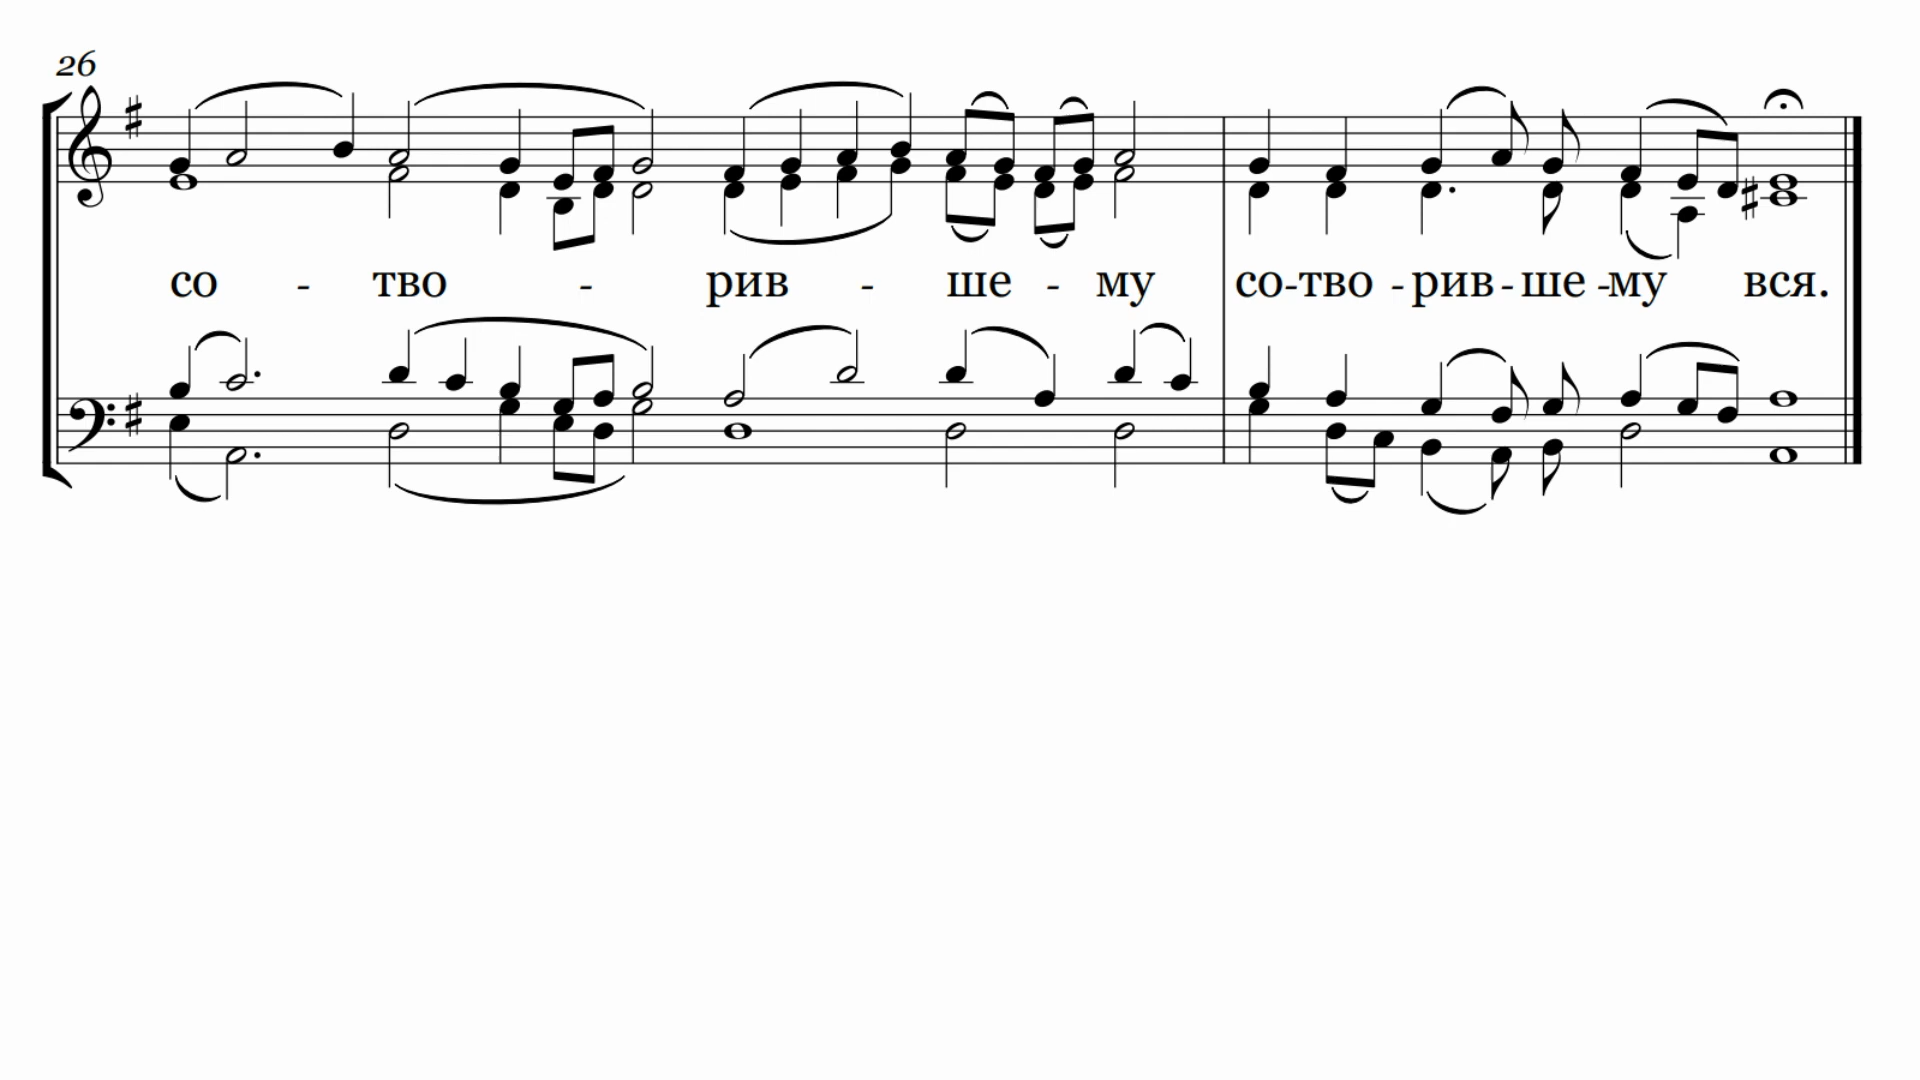 26
со - тво - рив - ше - му со-тво - рив - ше - му вся.